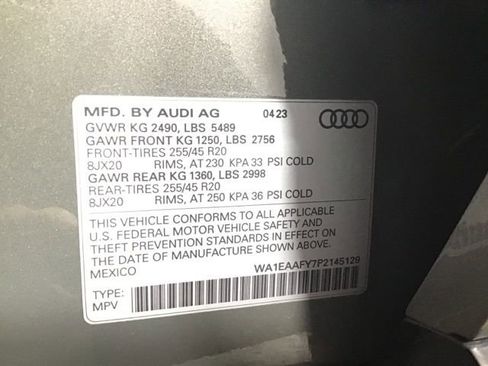 MFD. BY AUDI AG 0423
GVWR KG 2490, LBS 5489
GAWR FRONT KG 1250, LBS 2756
FRONT-TIRES 255/45 R20
8JX20 RIMS, AT 230 KPA 33 PSI COLD
GAWR REAR KG 1360, LBS 2998
REAR-TIRES 255/45 R20
8JX20 RIMS, AT 250 KPA 36 PSI COLD
THIS VEHICLE CONFORMS TO ALL APPLICABLE
U.S. FEDERAL MOTOR VEHICLE SAFETY AND
THEFT PREVENTION STANDARDS IN EFFECT ON
THE DATE OF MANUFACTURE SHOWN ABOVE.
MEXICO WA1EAAFY7P2145129
TYPE:
MPV